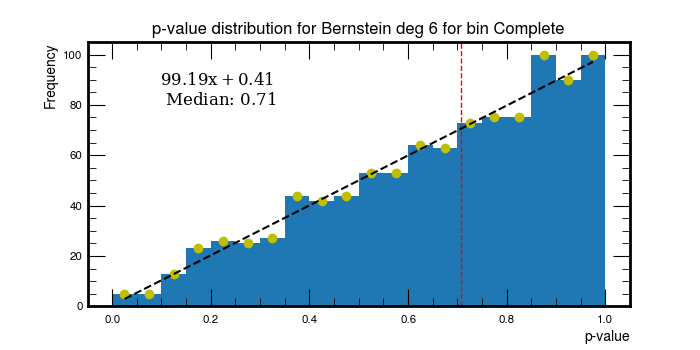 p-value distribution for Bernstein deg 6 for bin Complete
Frequency
100
80
60
40
20
0
99.19x + 0.41
Median: 0.71
0.0 0.2 0.4 0.6 0.8 1.0
p-value